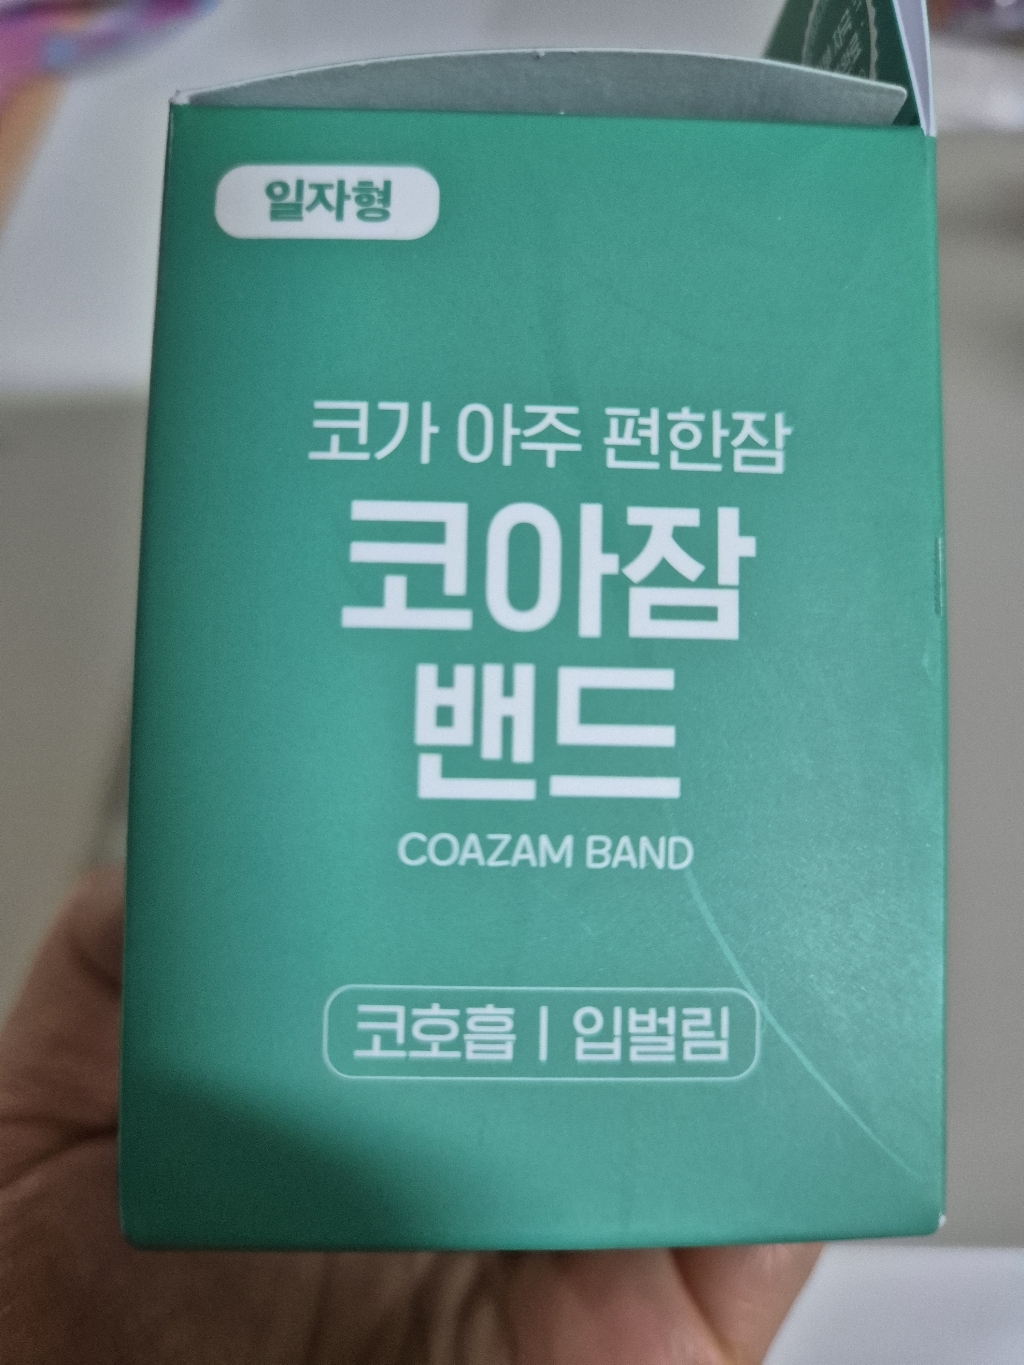 일자형
코가 아주 편한잠
코아잠
밴드
COAZAM BAND
코호흡 | 입벌림